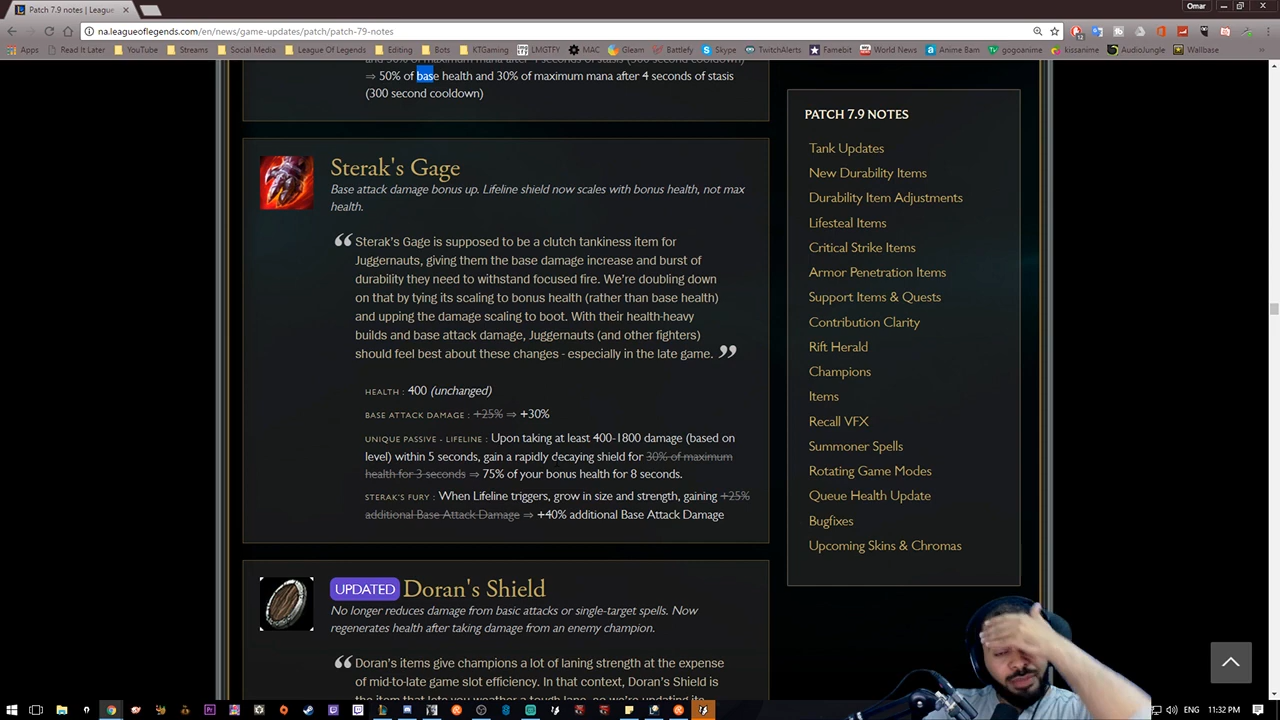 Patch 7.9 notes | League
Omar
na.leagueoflegends.com/en/news/game-updates/patch/patch-79-notes
Apps Read It Later YouTube Streams Social Media League Of Legends Editing Bots KTGaming LMGTFY MAC Gleam Battlefy Skype TwitchAlerts Famebit World News Anime Bam gogoanime kissanime AudioJungle Wallbase
and 30% of maximum mana after 4 seconds of stasis (300 second cooldown)
⇒ 50% of base health and 30% of maximum mana after 4 seconds of stasis
(300 second cooldown)
Sterak's Gage
Base attack damage bonus up. Lifeline shield now scales with bonus health, not max
health.
“ Sterak's Gage is supposed to be a clutch tankiness item for
Juggernauts, giving them the base damage increase and burst of
durability they need to withstand focused fire. We're doubling down
on that by tying its scaling to bonus health (rather than base health)
and upping the damage scaling to boot. With their health-heavy
builds and base attack damage, Juggernauts (and other fighters)
should feel best about these changes - especially in the late game. ”
HEALTH : 400 (unchanged)
BASE ATTACK DAMAGE : +25% ⇒ +30%
UNIQUE PASSIVE - LIFELINE : Upon taking at least 400-1800 damage (based on
level) within 5 seconds, gain a rapidly decaying shield for 30% of maximum
health for 3 seconds ⇒ 75% of your bonus health for 8 seconds.
STERAK'S FURY : When Lifeline triggers, grow in size and strength, gaining +25%
additional Base Attack Damage ⇒ +40% additional Base Attack Damage
UPDATED Doran's Shield
No longer reduces damage from basic attacks or single-target spells. Now
regenerates health after taking damage from an enemy champion.
“ Doran's items give champions a lot of laning strength at the expense
of mid-to-late game slot efficiency. In that context, Doran's Shield is
the item that lets you weather a tough lane, so we're updating its
PATCH 7.9 NOTES
Tank Updates
New Durability Items
Durability Item Adjustments
Lifesteal Items
Critical Strike Items
Armor Penetration Items
Support Items & Quests
Contribution Clarity
Rift Herald
Champions
Items
Recall VFX
Summoner Spells
Rotating Game Modes
Queue Health Update
Bugfixes
Upcoming Skins & Chromas
ENG 11:32 PM